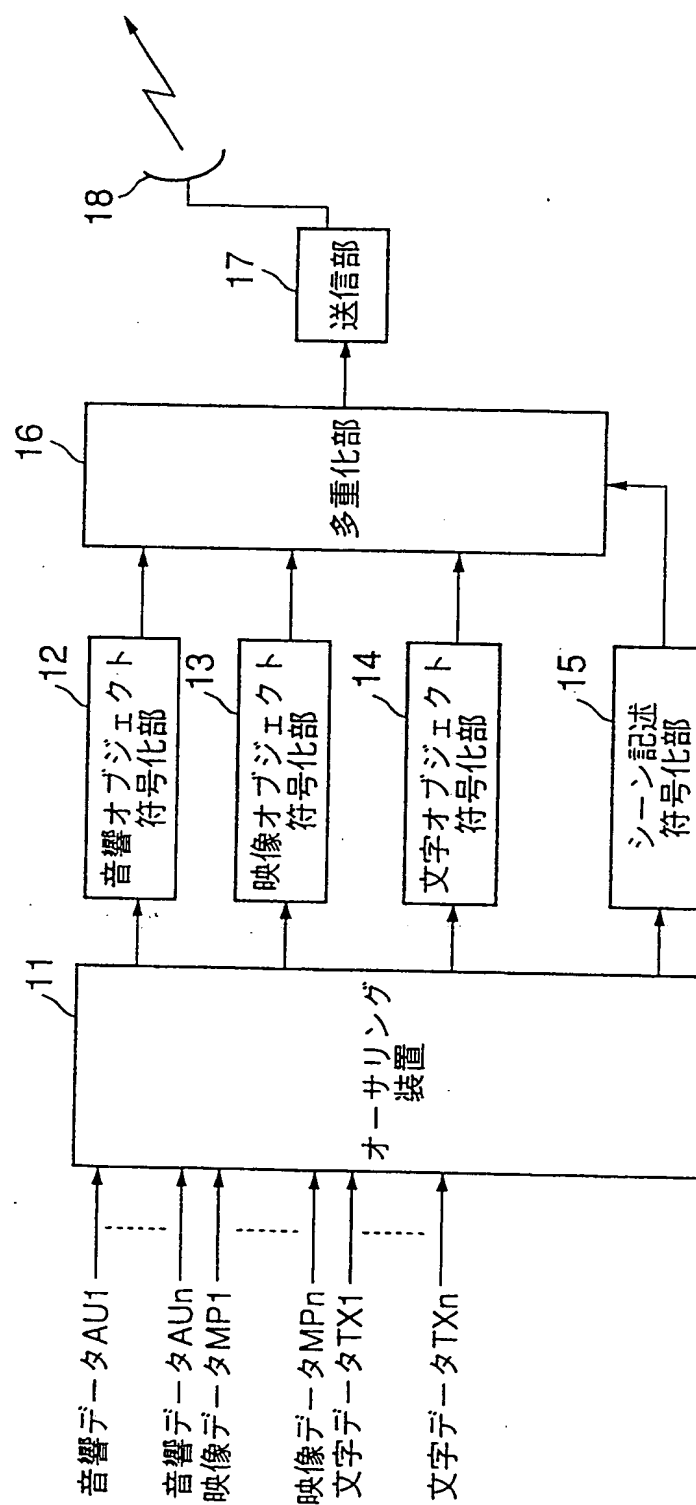 音響データAU1
音響データAUn
映像データMP1
映像データMPn
文字データTX1
文字データTXn
11
オーサリング
装置
12
音響オブジェクト
符号化部
13
映像オブジェクト
符号化部
14
文字オブジェクト
符号化部
15
シーン記述
符号化部
16
多重化部
17
送信部
18